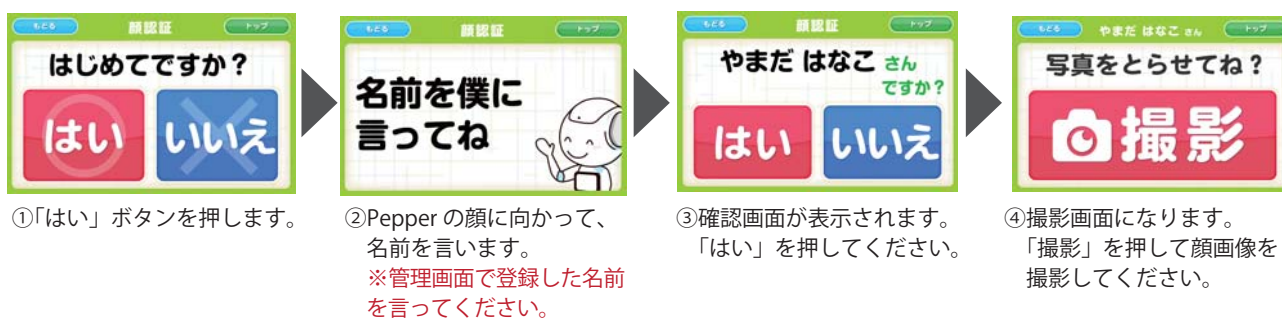 もどる
顔認証
トップ
はじめてですか？
はい
いいえ
①「はい」ボタンを押します。
もどる
顔認証
トップ
名前を僕に
言ってね
②Pepper の顔に向かって、
名前を言います。
※管理画面で登録した名前
を言ってください。
もどる
顔認証
トップ
やまだ はなこ さん
ですか？
はい
いいえ
③確認画面が表示されます。
「はい」を押してください。
もどる
やまだ はなこ さん
トップ
写真をとらせてね？
撮影
④撮影画面になります。
「撮影」を押して顔画像を
撮影してください。